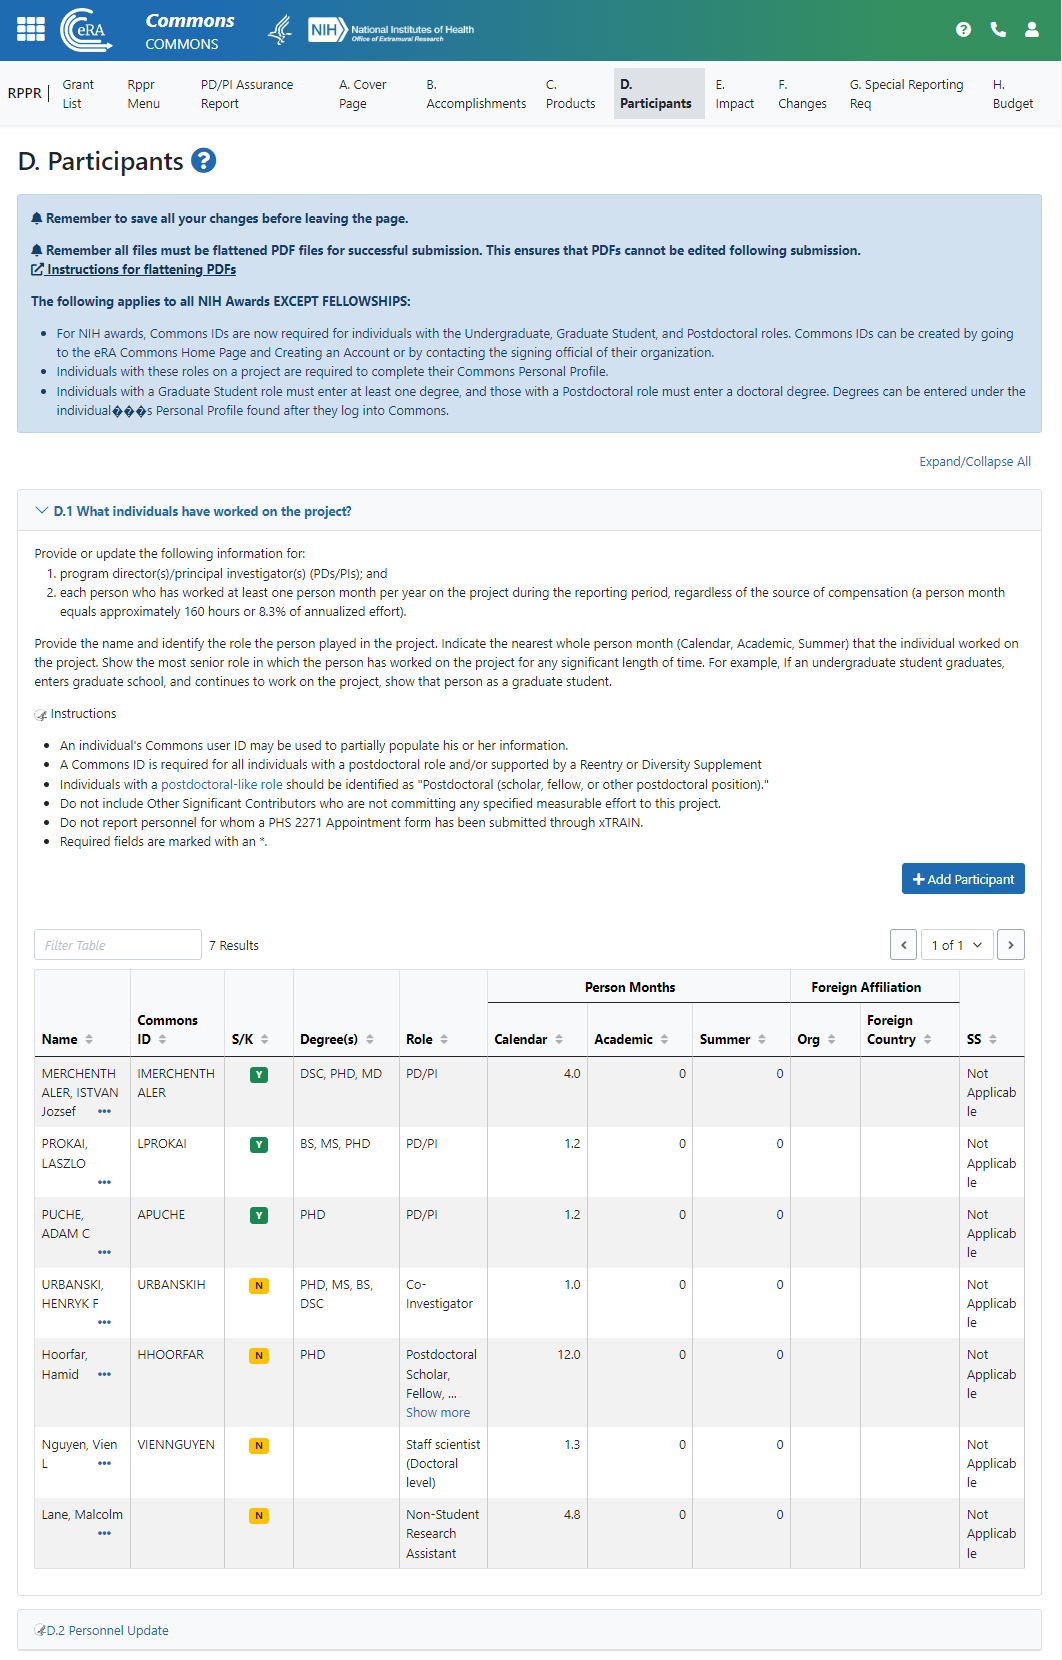 eRA
Commons
COMMONS
NIH National Institutes of Health
Office of Extramural Research
RPPR
Grant List
Rppr Menu
PD/PI Assurance Report
A. Cover Page
B. Accomplishments
C. Products
D. Participants
E. Impact
F. Changes
G. Special Reporting Req
H. Budget
D. Participants
Remember to save all your changes before leaving the page.
Remember all files must be flattened PDF files for successful submission. This ensures that PDFs cannot be edited following submission.
Instructions for flattening PDFs
The following applies to all NIH Awards EXCEPT FELLOWSHIPS:
• For NIH awards, Commons IDs are now required for individuals with the Undergraduate, Graduate Student, and Postdoctoral roles. Commons IDs can be created by going
to the eRA Commons Home Page and Creating an Account or by contacting the signing official of their organization.
• Individuals with these roles on a project are required to complete their Commons Personal Profile.
• Individuals with a Graduate Student role must enter at least one degree, and those with a Postdoctoral role must enter a doctoral degree. Degrees can be entered under the
individual���s Personal Profile found after they log into Commons.
Expand/Collapse All
D.1 What individuals have worked on the project?
Provide or update the following information for:
1. program director(s)/principal investigator(s) (PDs/PIs); and
2. each person who has worked at least one person month per year on the project during the reporting period, regardless of the source of compensation (a person month
equals approximately 160 hours or 8.3% of annualized effort).
Provide the name and identify the role the person played in the project. Indicate the nearest whole person month (Calendar, Academic, Summer) that the individual worked on
the project. Show the most senior role in which the person has worked on the project for any significant length of time. For example, If an undergraduate student graduates,
enters graduate school, and continues to work on the project, show that person as a graduate student.
Instructions
• An individual's Commons user ID may be used to partially populate his or her information.
• A Commons ID is required for all individuals with a postdoctoral role and/or supported by a Reentry or Diversity Supplement
• Individuals with a postdoctoral-like role should be identified as "Postdoctoral (scholar, fellow, or other postdoctoral position)."
• Do not include Other Significant Contributors who are not committing any specified measurable effort to this project.
• Do not report personnel for whom a PHS 2271 Appointment form has been submitted through xTRAIN.
• Required fields are marked with an *.
+ Add Participant
Filter Table
7 Results
1 of 1
Person Months Foreign Affiliation
Name Commons ID S/K Degree(s) Role Calendar Academic Summer Org Foreign Country SS
MERCHENTHALER, ISTVAN Jozsef ••• IMERCHENTHALER Y DSC, PHD, MD PD/PI 4.0 0 0 Not Applicable
PROKAI, LASZLO ••• LPROKAI Y BS, MS, PHD PD/PI 1.2 0 0 Not Applicable
PUCHE, ADAM C ••• APUCHE Y PHD PD/PI 1.2 0 0 Not Applicable
URBANSKI, HENRYK F ••• URBANSKIH N PHD, MS, BS, DSC Co-Investigator 1.0 0 0 Not Applicable
Hoorfar, Hamid ••• HHOORFAR N PHD Postdoctoral Scholar, Fellow, ... Show more 12.0 0 0 Not Applicable
Nguyen, Vien L ••• VIENNGUYEN N Staff scientist (Doctoral level) 1.3 0 0 Not Applicable
Lane, Malcolm ••• N Non-Student Research Assistant 4.8 0 0 Not Applicable
D.2 Personnel Update